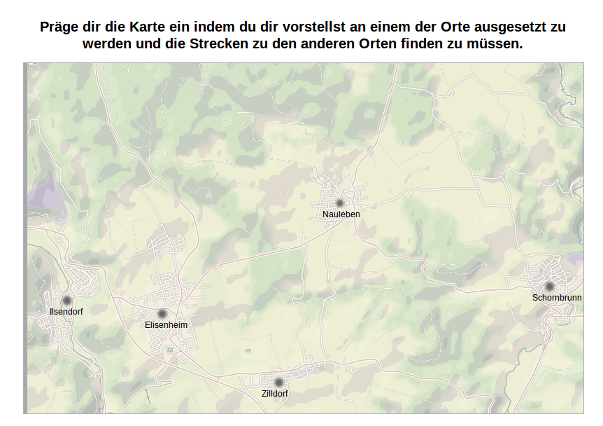 Präge dir die Karte ein indem du dir vorstellst an einem der Orte ausgesetzt zu
werden und die Strecken zu den anderen Orten finden zu müssen.
Nauleben
Schornbrunn
Ilsendorf
Elisenheim
Zilldorf